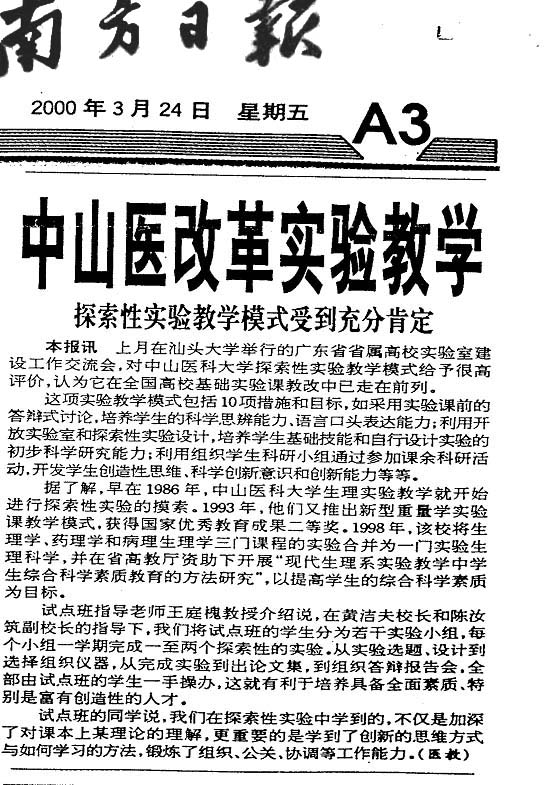 南方日报
2000年3月24日 星期五 A3
中山医改革实验教学
探索性实验教学模式受到充分肯定
本报讯 上月在汕头大学举行的广东省省属高校实验室建
设工作交流会,对中山医科大学探索性实验教学模式给予很高
评价,认为它在全国高校基础实验课教改中已走在前列。
这项实验教学模式包括10项措施和目标,如采用实验课前的
答辩式讨论,培养学生的科学思辨能力、语言口头表达能力;利用开
放实验室和探索性实验设计,培养学生基础技能和自行设计实验的
初步科学研究能力;利用组织学生科研小组通过参加课余科研活
动,开发学生创造性思维、科学创新意识和创新能力等等。
据了解,早在1986年,中山医科大学生理实验教学就开始
进行探索性实验的摸素。1993年,他们又推出新型重量学实验
课教学模式,获得国家优秀教育成果二等奖。1998年,该校将生
理学、药理学和病理生理学三门课程的实验合并为一门实验生
理科学,并在省高教厅资助下开展“现代生理系实验教学中学
生综合科学素质教育的方法研究”,以提高学生的综合科学素质
为目标。
试点班指导老师王庭槐教授介绍说,在黄洁夫校长和陈汝
筑副校长的指导下,我们将试点班的学生分为若干实验小组,每
个小组一学期完成一至两个探索性的实验。从实验选题、设计到
选择组织仪器,从完成实验到出论文集,到组织答辩报告会,全
部由试点班的学生一手操办,这就有利于培养具备全面素质、特
别是富有创造性的人才。
试点班的同学说,我们在探索性实验中学到的,不仅是加深
了对课本上某理论的理解,更重要的是学到了创新的思维方式
与如何学习的方法,锻炼了组织、公关、协调等工作能力。(医教)